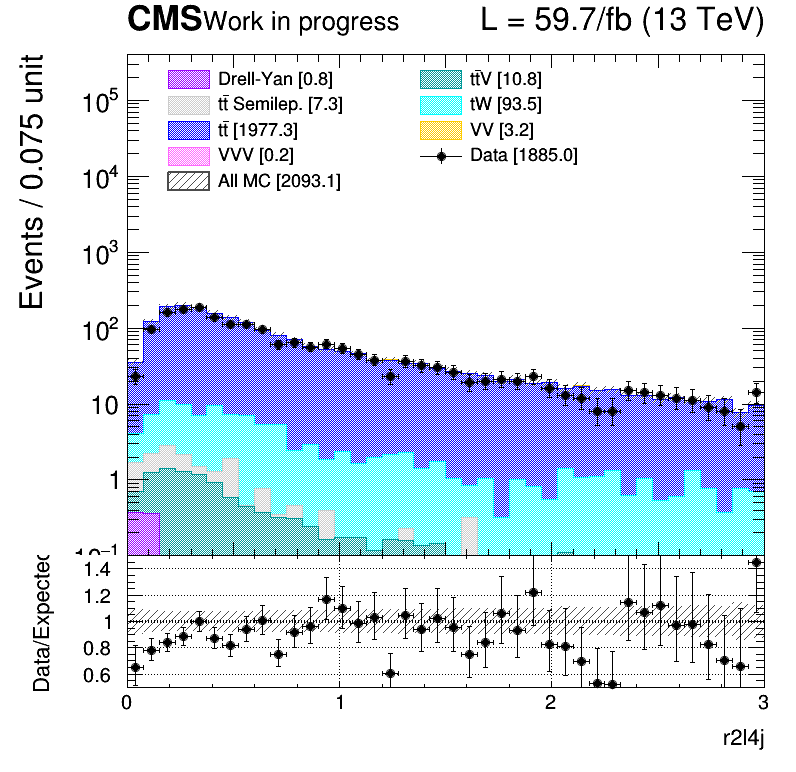 CMS Work in progress L = 59.7/fb (13 TeV)
Events / 0.075 unit
Drell-Yan [0.8]
tt̄ Semilep. [7.3]
tt̄ [1977.3]
VVV [0.2]
All MC [2093.1]
tt̄V [10.8]
tW [93.5]
VV [3.2]
Data [1885.0]
10⁵
10⁴
10³
10²
10
1
10⁻¹
Data/Expected
1.4
1.2
1
0.8
0.6
0 1 2 3
r2l4j